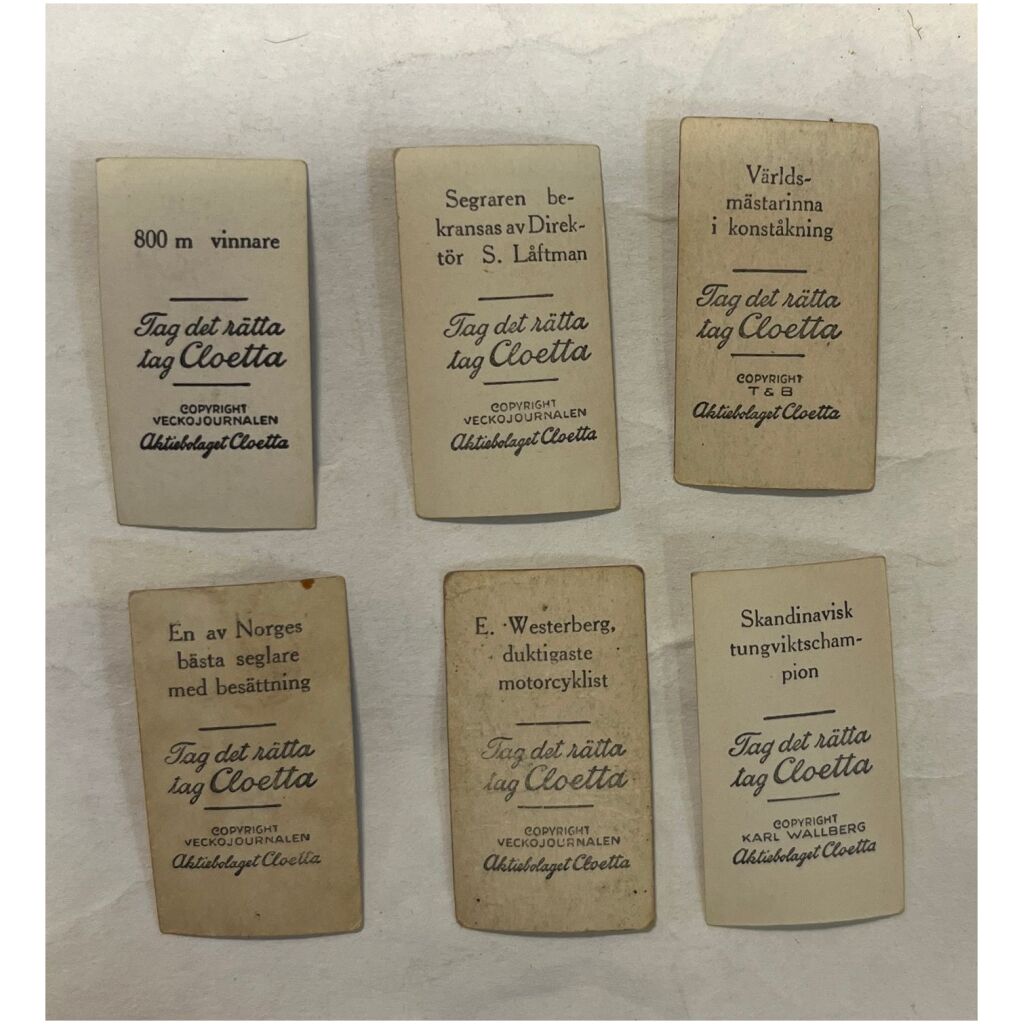 800 m vinnare
Tag det rätta
tag Cloetta
COPYRIGHT
VECKOJOURNALEN
Aktiebolaget Cloetta
Segraren be-
kransas av Direk-
tör S. Låftman
Tag det rätta
tag Cloetta
COPYRIGHT
VECKOJOURNALEN
Aktiebolaget Cloetta
Världs-
mästarinna
i konståkning
Tag det rätta
tag Cloetta
COPYRIGHT
T & B
Aktiebolaget Cloetta
En av Norges
bästa seglare
med besättning
Tag det rätta
tag Cloetta
COPYRIGHT
VECKOJOURNALEN
Aktiebolaget Cloetta
E. Westerberg,
duktigaste
motorcyklist
Tag det rätta
tag Cloetta
COPYRIGHT
VECKOJOURNALEN
Aktiebolaget Cloetta
Skandinavisk
tungviktscham-
pion
Tag det rätta
tag Cloetta
COPYRIGHT
KARL WALLBERG
Aktiebolaget Cloetta